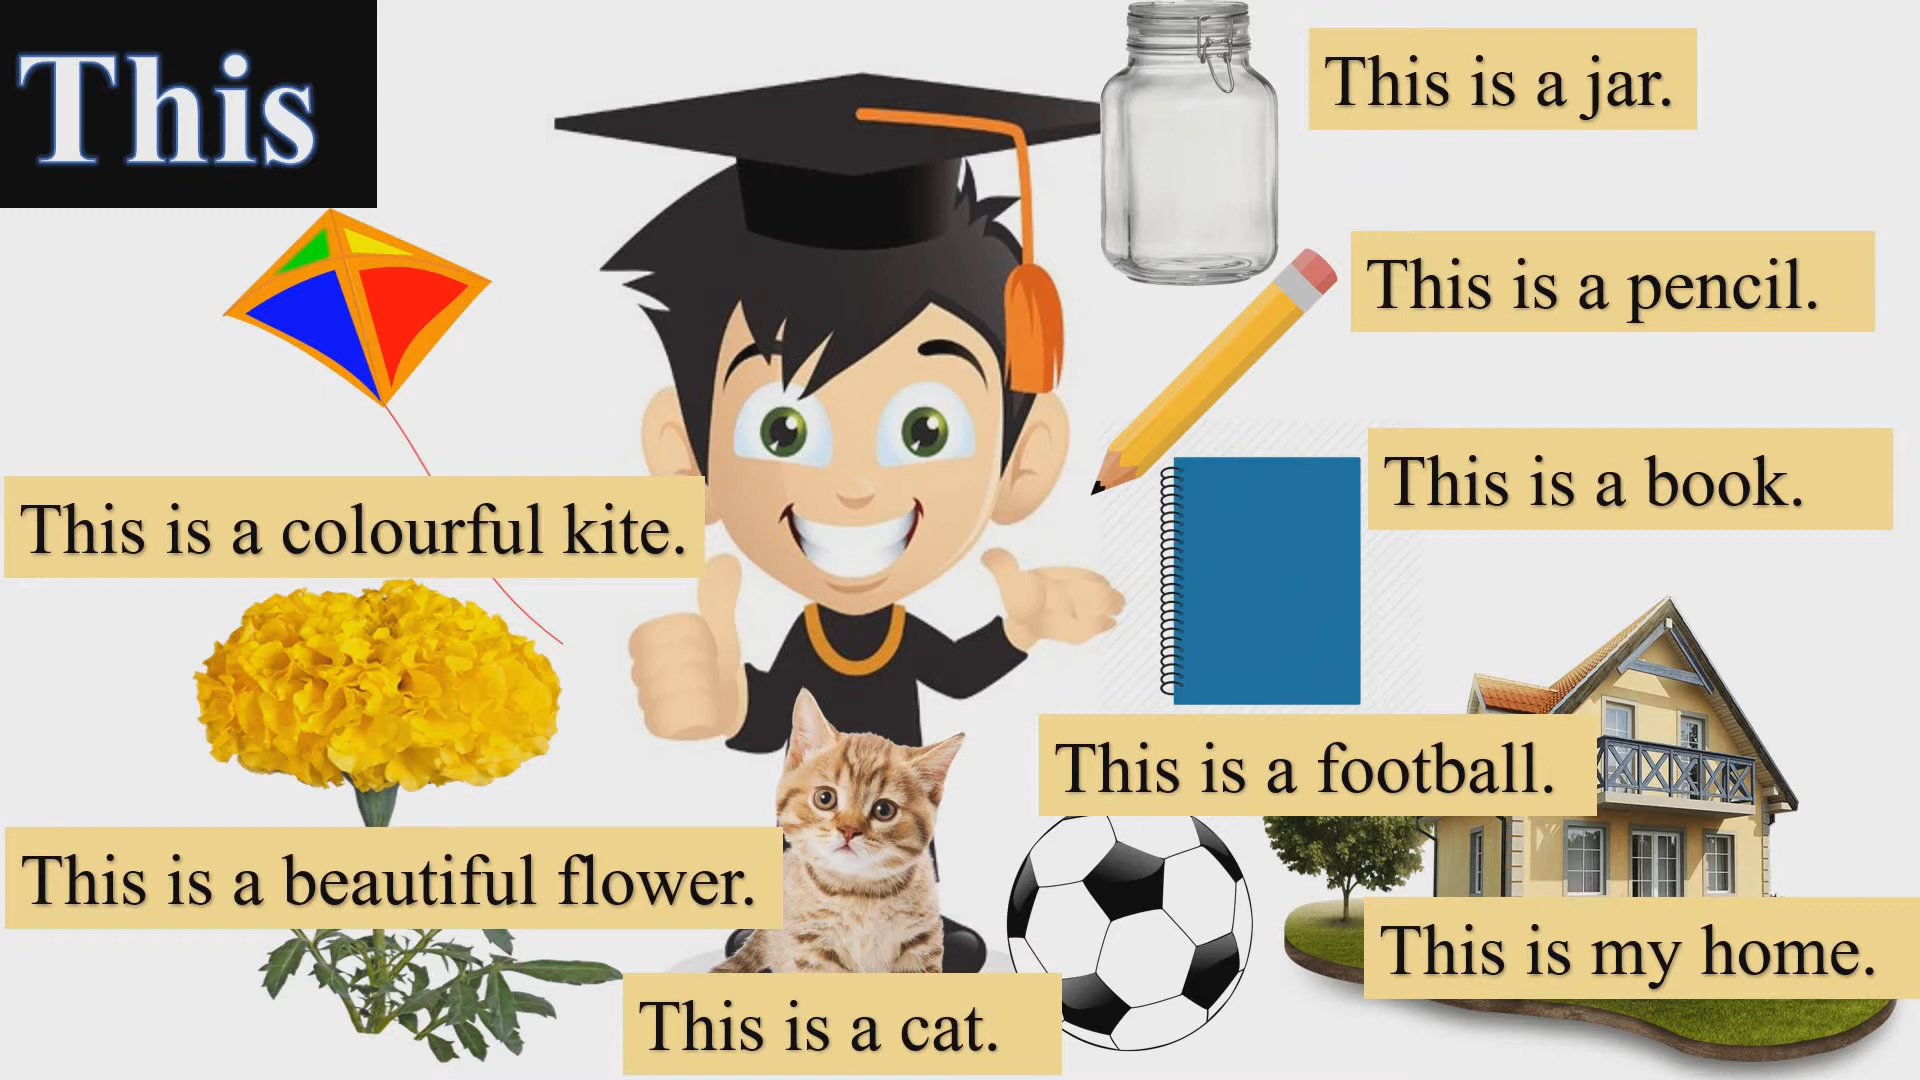 This
This is a jar.
This is a pencil.
This is a book.
This is a colourful kite.
This is a football.
This is a beautiful flower.
This is my home.
This is a cat.